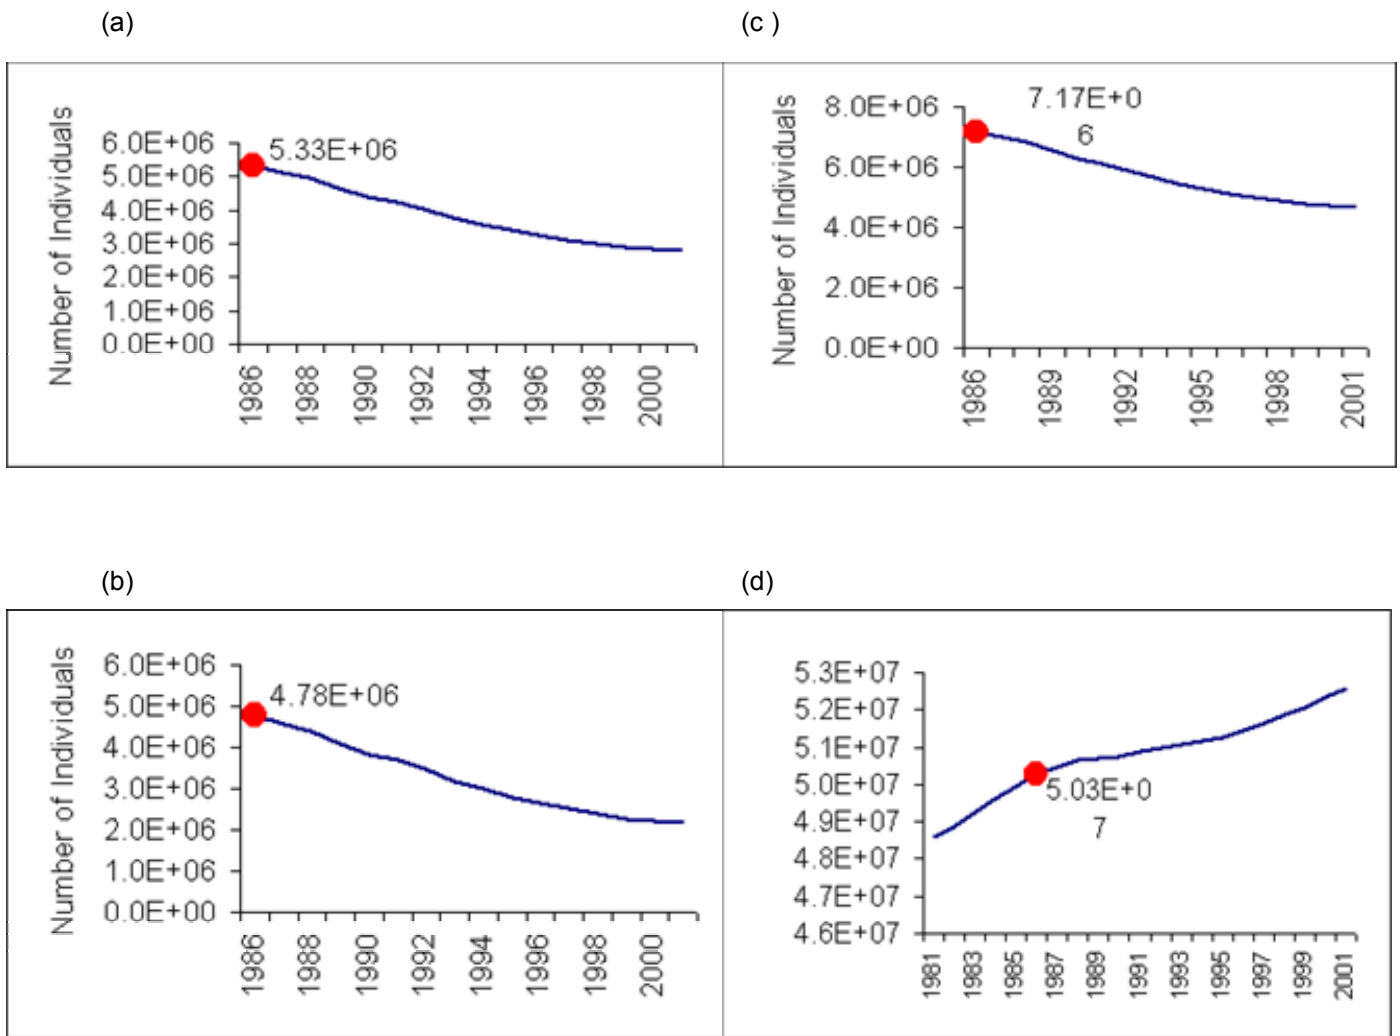 (a)
Number of Individuals
6.0E+06
5.0E+06
4.0E+06
3.0E+06
2.0E+06
1.0E+06
0.0E+00
5.33E+06
1986
1988
1990
1992
1994
1996
1998
2000
(c )
Number of Individuals
8.0E+06
6.0E+06
4.0E+06
2.0E+06
0.0E+00
7.17E+0
6
1986
1989
1992
1995
1998
2001
(b)
Number of Individuals
6.0E+06
5.0E+06
4.0E+06
3.0E+06
2.0E+06
1.0E+06
0.0E+00
4.78E+06
1986
1988
1990
1992
1994
1996
1998
2000
(d)
5.3E+07
5.2E+07
5.1E+07
5.0E+07
4.9E+07
4.8E+07
4.7E+07
4.6E+07
5.03E+0
7
1981
1983
1985
1987
1989
1991
1993
1995
1997
1999
2001